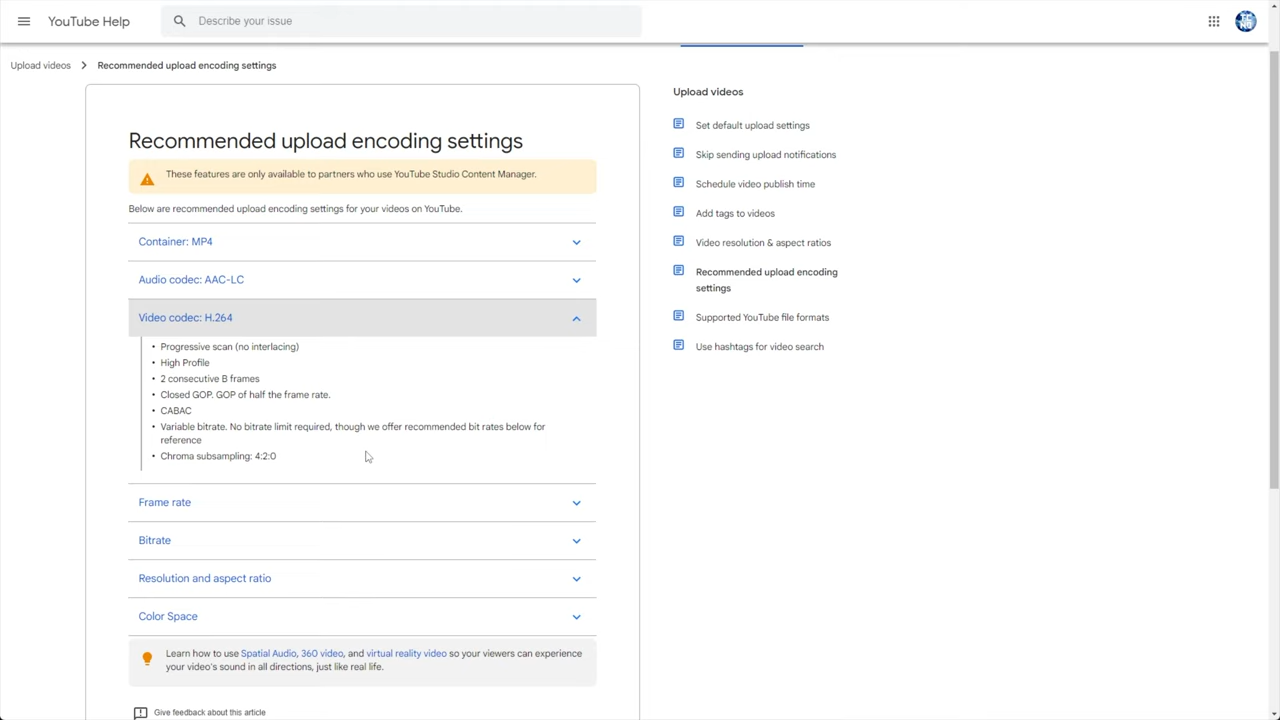 YouTube Help
Describe your issue
Upload videos
Recommended upload encoding settings
Recommended upload encoding settings
These features are only available to partners who use YouTube Studio Content Manager.
Below are recommended upload encoding settings for your videos on YouTube.
Container: MP4
Audio codec: AAC-LC
Video codec: H.264
• Progressive scan (no interlacing)
• High Profile
• 2 consecutive B frames
• Closed GOP. GOP of half the frame rate.
• CABAC
• Variable bitrate. No bitrate limit required, though we offer recommended bit rates below for
reference
• Chroma subsampling: 4:2:0
Frame rate
Bitrate
Resolution and aspect ratio
Color Space
Learn how to use Spatial Audio, 360 video, and virtual reality video so your viewers can experience
your video's sound in all directions, just like real life.
Give feedback about this article
Upload videos
Set default upload settings
Skip sending upload notifications
Schedule video publish time
Add tags to videos
Video resolution & aspect ratios
Recommended upload encoding
settings
Supported YouTube file formats
Use hashtags for video search